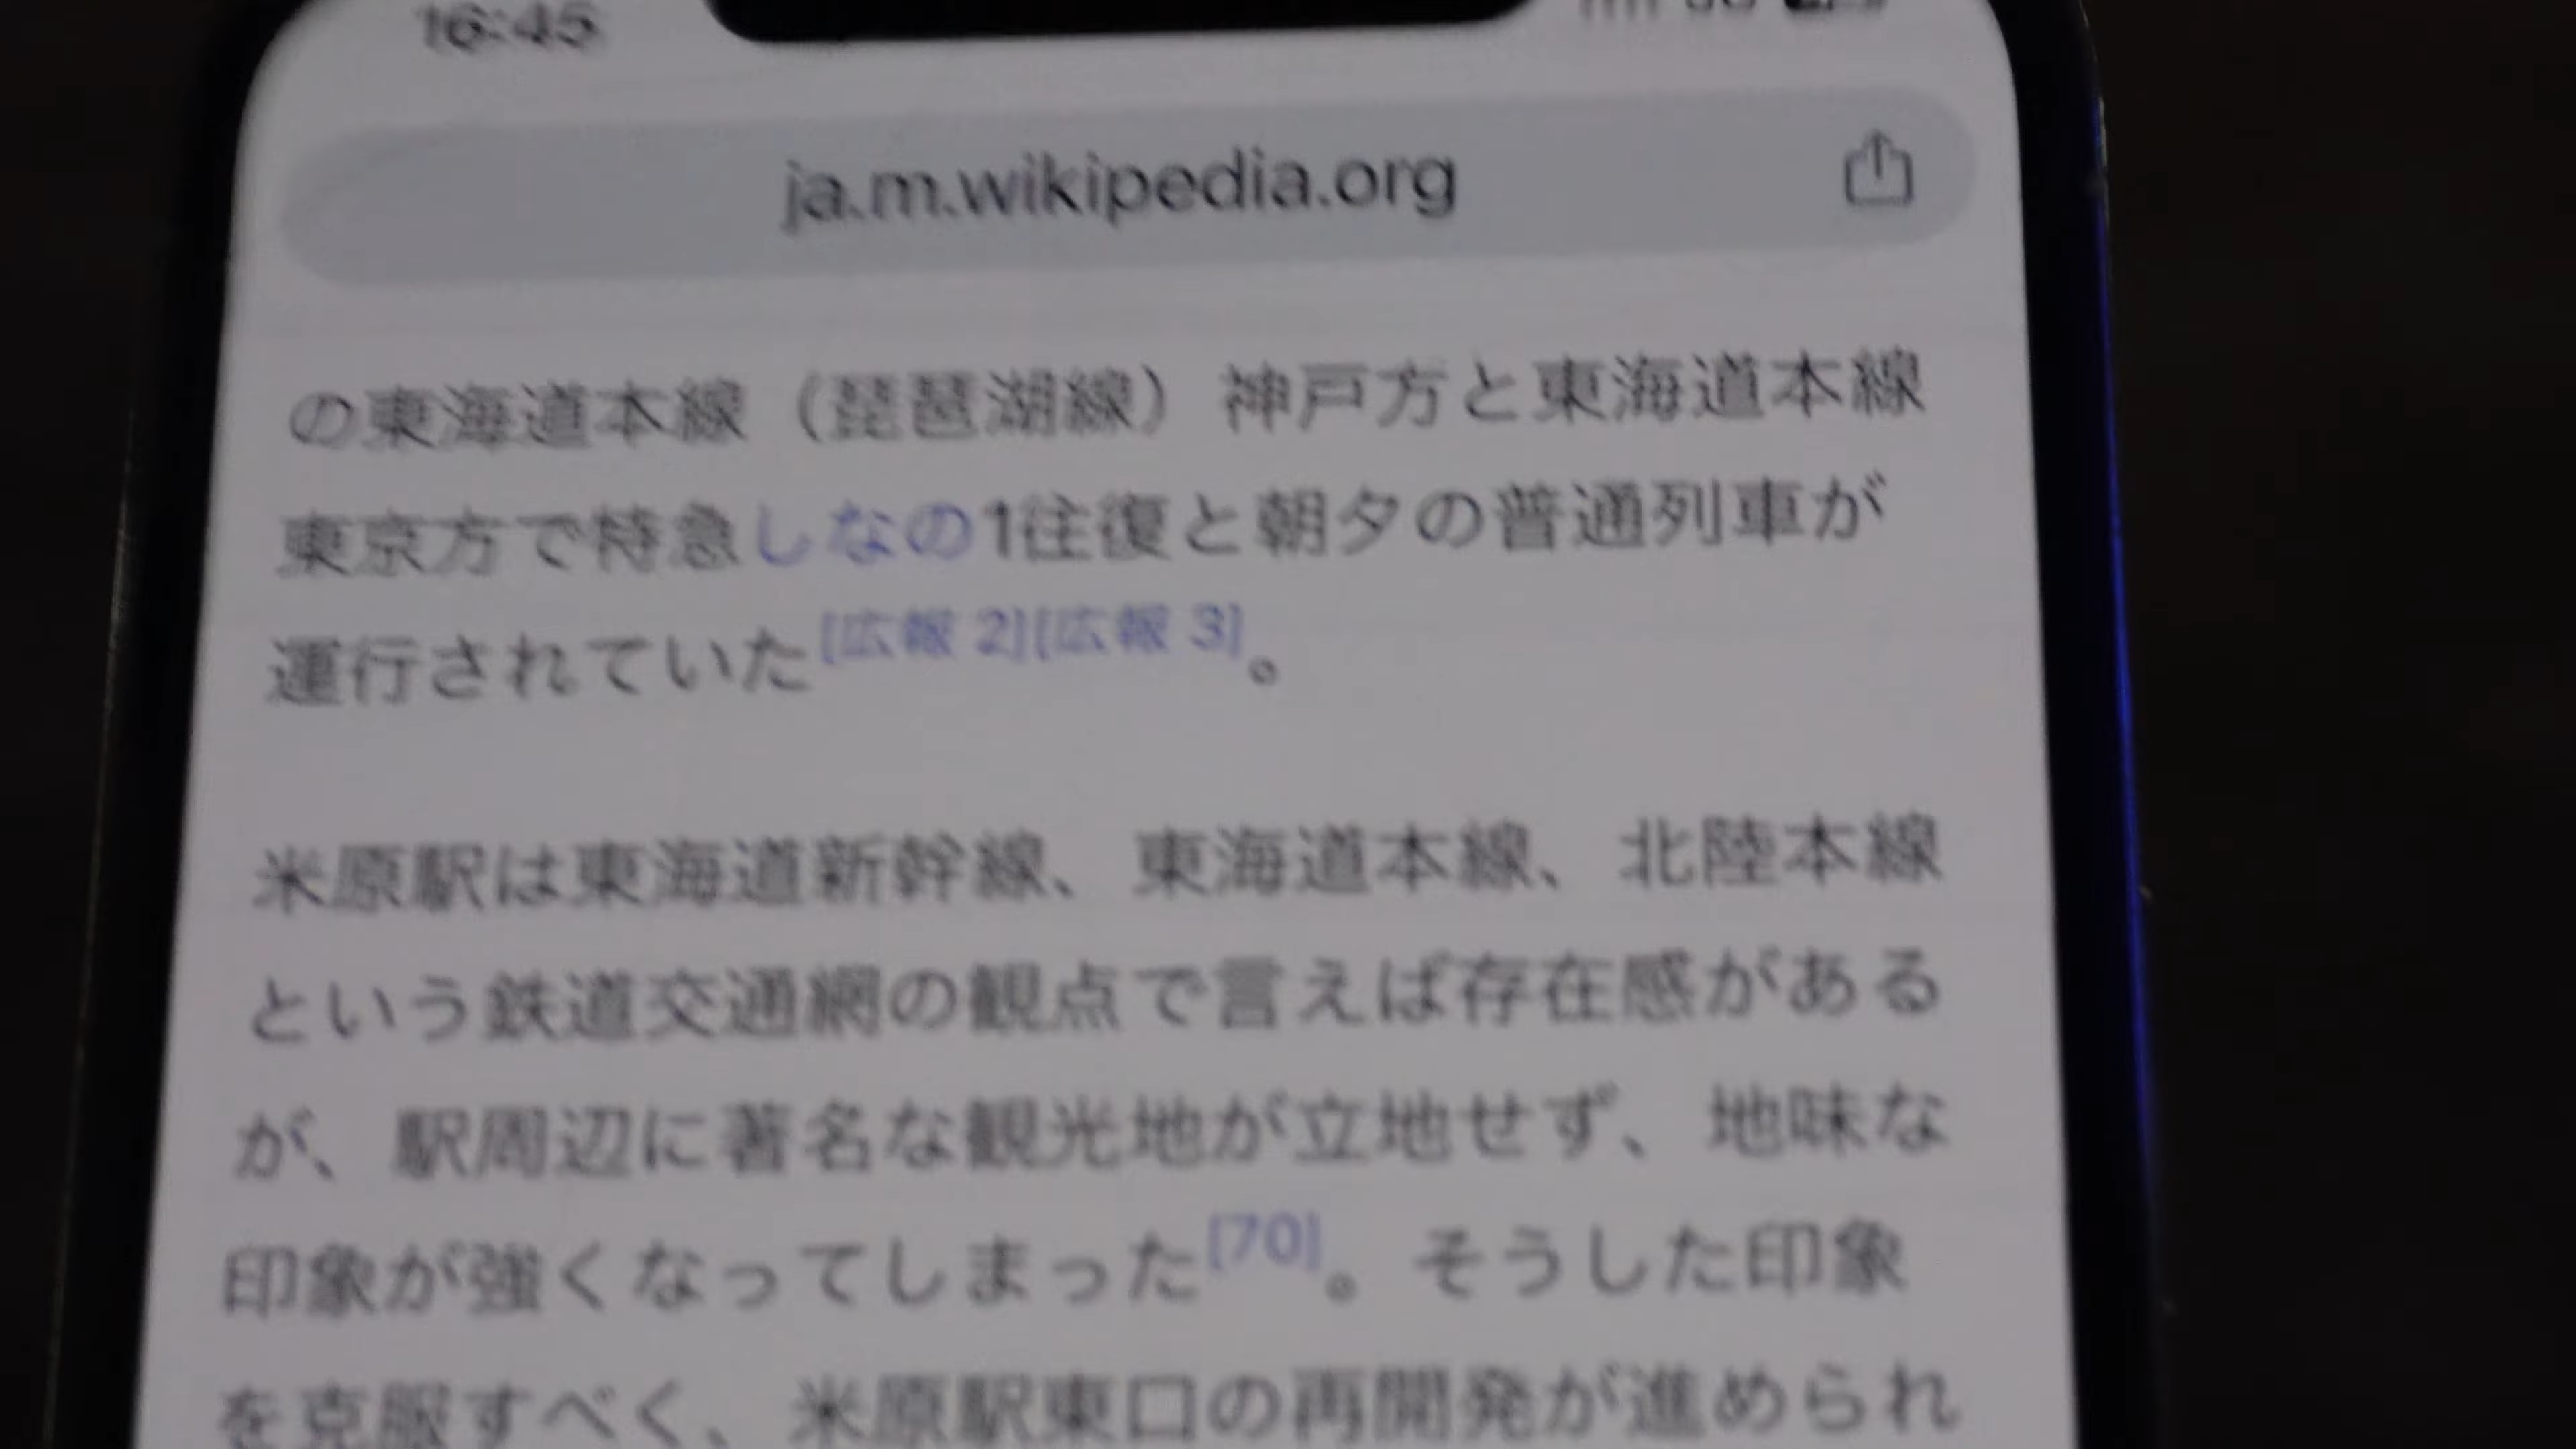 16:45
ja.m.wikipedia.org
の東海道本線（琵琶湖線）神戸方と東海道本線
東京方で特急しなの1往復と朝夕の普通列車が
運行されていた[広報 2][広報 3]。
米原駅は東海道新幹線、東海道本線、北陸本線
という鉄道交通網の観点で言えば存在感がある
が、駅周辺に著名な観光地が立地せず、地味な
印象が強くなってしまった[70]。そうした印象
を克服すべく、米原駅東口の再開発が進められ